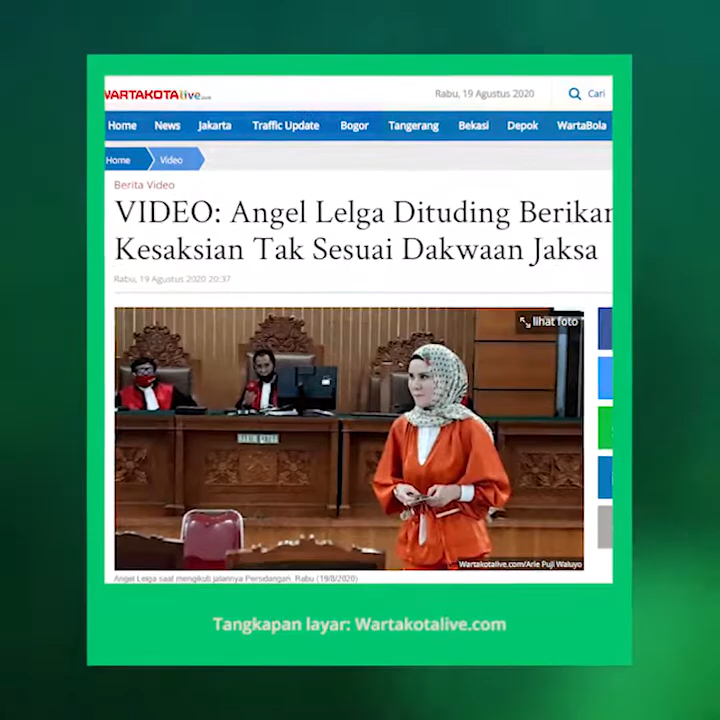 WARTAKOTAlive.com
Rabu, 19 Agustus 2020
Cari
Home News Jakarta Traffic Update Bogor Tangerang Bekasi Depok WartaBola
Home Video
Berita Video
VIDEO: Angel Lelga Dituding Berikan
Kesaksian Tak Sesuai Dakwaan Jaksa
Rabu, 19 Agustus 2020 20:37
lihat foto
HAKIM KETUA
Wartakotalive.com/Arie Puji Waluyo
Angel Lelga saat mengikuti jalannya Persidangan, Rabu (19/8/2020)
Tangkapan layar: Wartakotalive.com